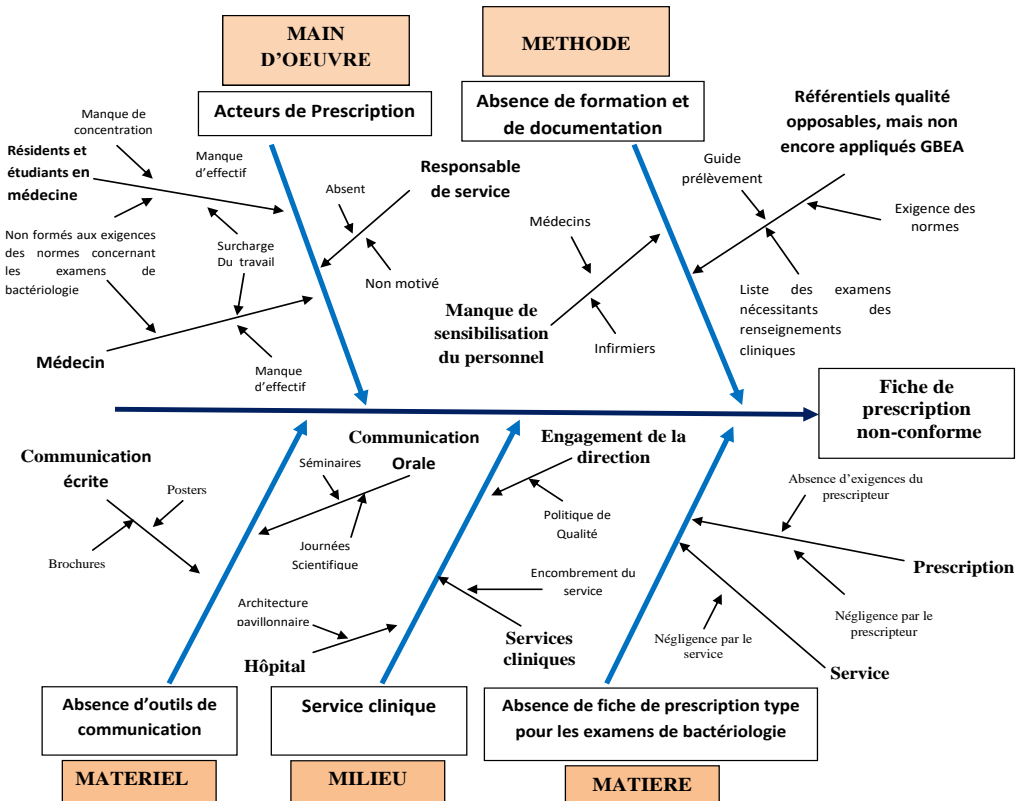 MAIN
D'OEUVRE
METHODE
Acteurs de Prescription
Absence de formation et
de documentation
Référentiels qualité
opposables, mais non
encore appliqués GBEA
Manque de
concentration
Résidents et
étudiants en
médecine
Manque
d'effectif
Responsable
de service
Absent
Non motivé
Non formés aux exigences
des normes concernant
les examens de
bactériologie
Surcharge
Du travail
Médecin
Manque
d'effectif
Guide
prélèvement
Exigence des
normes
Médecins
Manque de
sensibilisation
du personnel
Infirmiers
Liste des examens
nécessitants des
renseignements
cliniques
Fiche de
prescription
non-conforme
Communication
écrite
Posters
Brochures
Communication
Orale
Séminaires
Journées
Scientifique
Engagement de la
direction
Politique de
Qualité
Encombrement du
service
Architecture
pavillonnaire
Hôpital
Services
cliniques
Absence d'exigences du
prescripteur
Prescription
Négligence par le
prescripteur
Négligence par le
service
Service
Absence d'outils de
communication
Service clinique
Absence de fiche de prescription type
pour les examens de bactériologie
MATERIEL
MILIEU
MATIERE